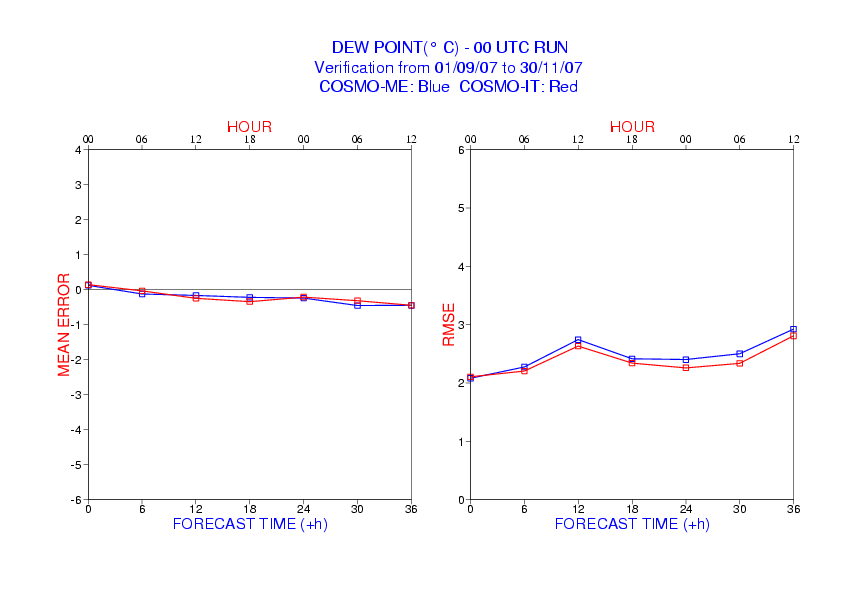 DEW POINT(° C) - 00 UTC RUN
Verification from 01/09/07 to 30/11/07
COSMO-ME: Blue  COSMO-IT: Red
HOUR
00 06 12 18 00 06 12
4
3
2
1
0
-1
-2
-3
-4
-5
-6
MEAN ERROR
0 6 12 18 24 30 36
FORECAST TIME (+h)
HOUR
00 06 12 18 00 06 12
6
5
4
3
2
1
0
RMSE
0 6 12 18 24 30 36
FORECAST TIME (+h)